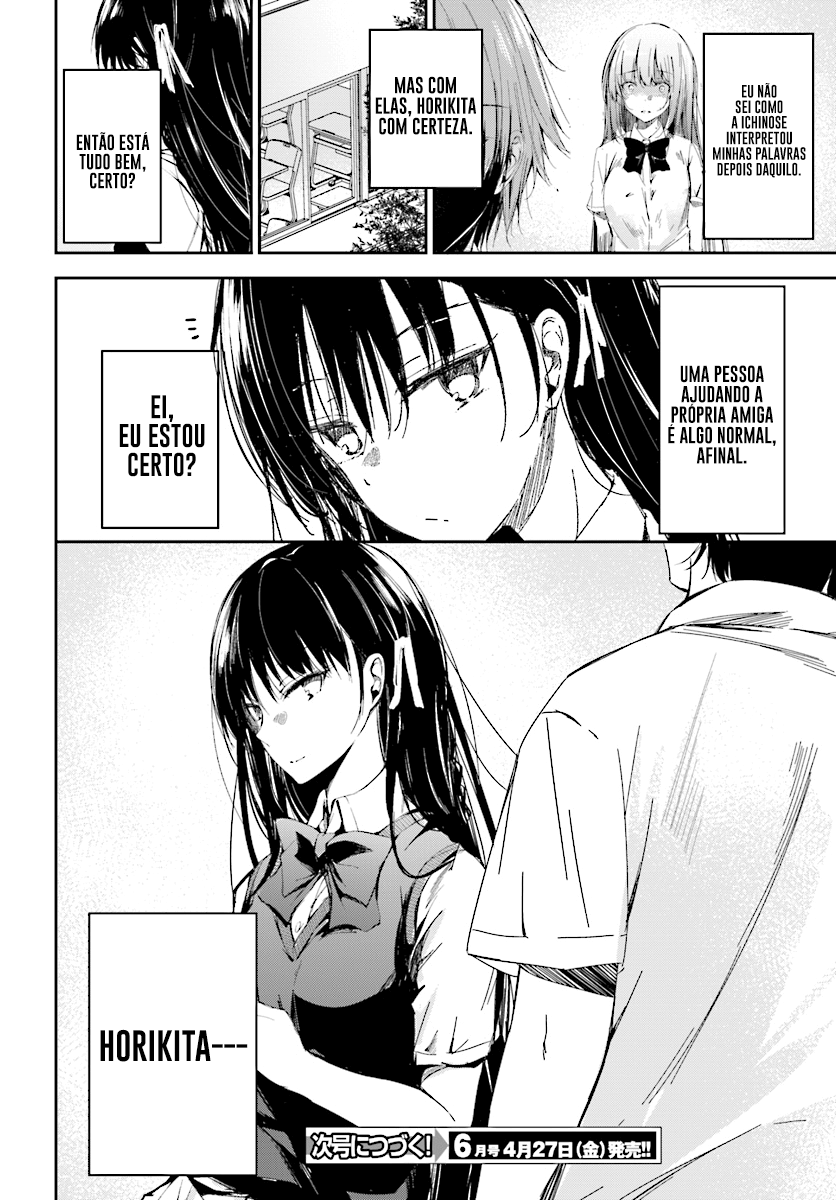 EU NÃO
SEI COMO
A ICHINOSE
INTERPRETOU
MINHAS PALAVRAS
DEPOIS DAQUILO.
MAS COM
ELAS, HORIKITA
COM CERTEZA.
ENTÃO ESTÁ
TUDO BEM,
CERTO?
UMA PESSOA
AJUDANDO A
PRÓPRIA AMIGA
É ALGO NORMAL,
AFINAL.
EI,
EU ESTOU
CERTO?
HORIKITA---
次号につづく! 6月号 4月27日(金)発売!!